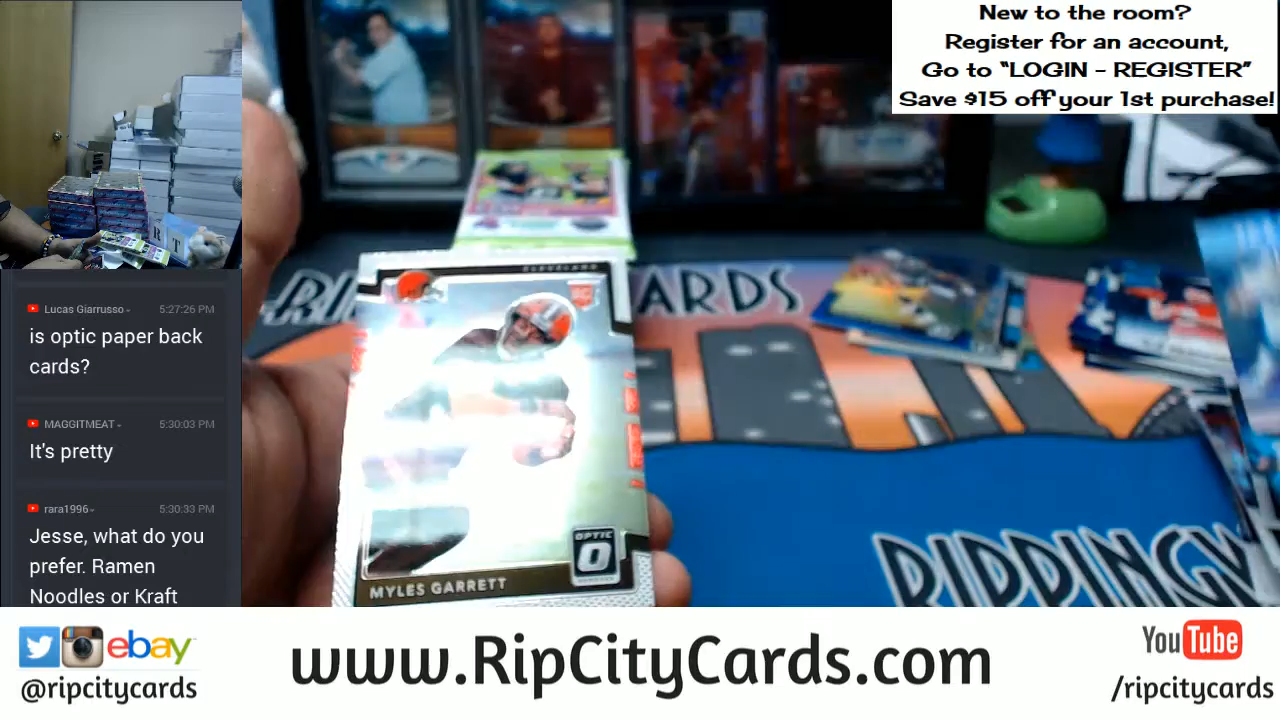 New to the room?
Register for an account,
Go to “LOGIN - REGISTER”
Save $15 off your 1st purchase!
R T
Lucas Giarrusso 5:27:26 PM
is optic paper back
cards?
MAGGITMEAT 5:30:03 PM
It's pretty
rara1996 5:30:33 PM
Jesse, what do you
prefer. Ramen
Noodles or Kraft
CLEVELAND
RC
OPTIC
MYLES GARRETT
RIP CARDS
RIPPING
ebay
@ripcitycards
www.RipCityCards.com
YouTube
/ripcitycards